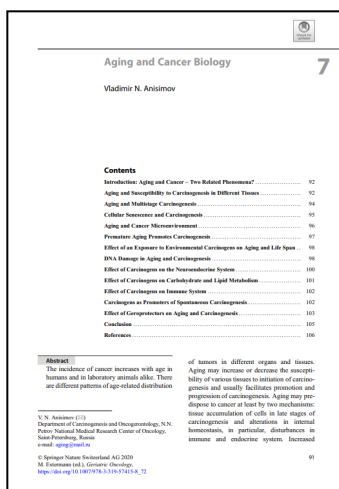 Aging and Cancer Biology
7
Vladimir N. Anisimov
Contents
Introduction: Aging and Cancer – Two Related Phenomena? ..... 92
Aging and Susceptibility to Carcinogenesis in Different Tissues ..... 92
Aging and Multistage Carcinogenesis ..... 94
Cellular Senescence and Carcinogenesis ..... 95
Aging and Cancer Microenvironment ..... 96
Premature Aging Promotes Carcinogenesis ..... 97
Effect of an Exposure to Environmental Carcinogens on Aging and Life Span .. 98
DNA Damage in Aging and Carcinogenesis ..... 98
Effect of Carcinogens on the Neuroendocrine System ..... 100
Effect of Carcinogens on Carbohydrate and Lipid Metabolism ..... 101
Effect of Carcinogens on Immune System ..... 102
Carcinogens as Promoters of Spontaneous Carcinogenesis ..... 102
Effect of Geroprotectors on Aging and Carcinogenesis ..... 103
Conclusion ..... 105
References ..... 106
Abstract
The incidence of cancer increases with age in
humans and in laboratory animals alike. There
are different patterns of age-related distribution
of tumors in different organs and tissues.
Aging may increase or decrease the suscepti-
bility of various tissues to initiation of carcino-
genesis and usually facilitates promotion and
progression of carcinogenesis. Aging may pre-
dispose to cancer at least by two mechanisms:
tissue accumulation of cells in late stages of
carcinogenesis and alterations in internal
homeostasis, in particular, disturbances in
immune and endocrine system. Increased
V. N. Anisimov
Department of Carcinogenesis and Oncogerontology, N.N.
Petrov National Medical Research Center of Oncology,
Saint-Petersburg, Russia
e-mail: aging@mail.ru
© Springer Nature Switzerland AG 2020
M. Extermann (ed.), Geriatric Oncology,
https://doi.org/10.1007/978-3-319-57415-8_72
91